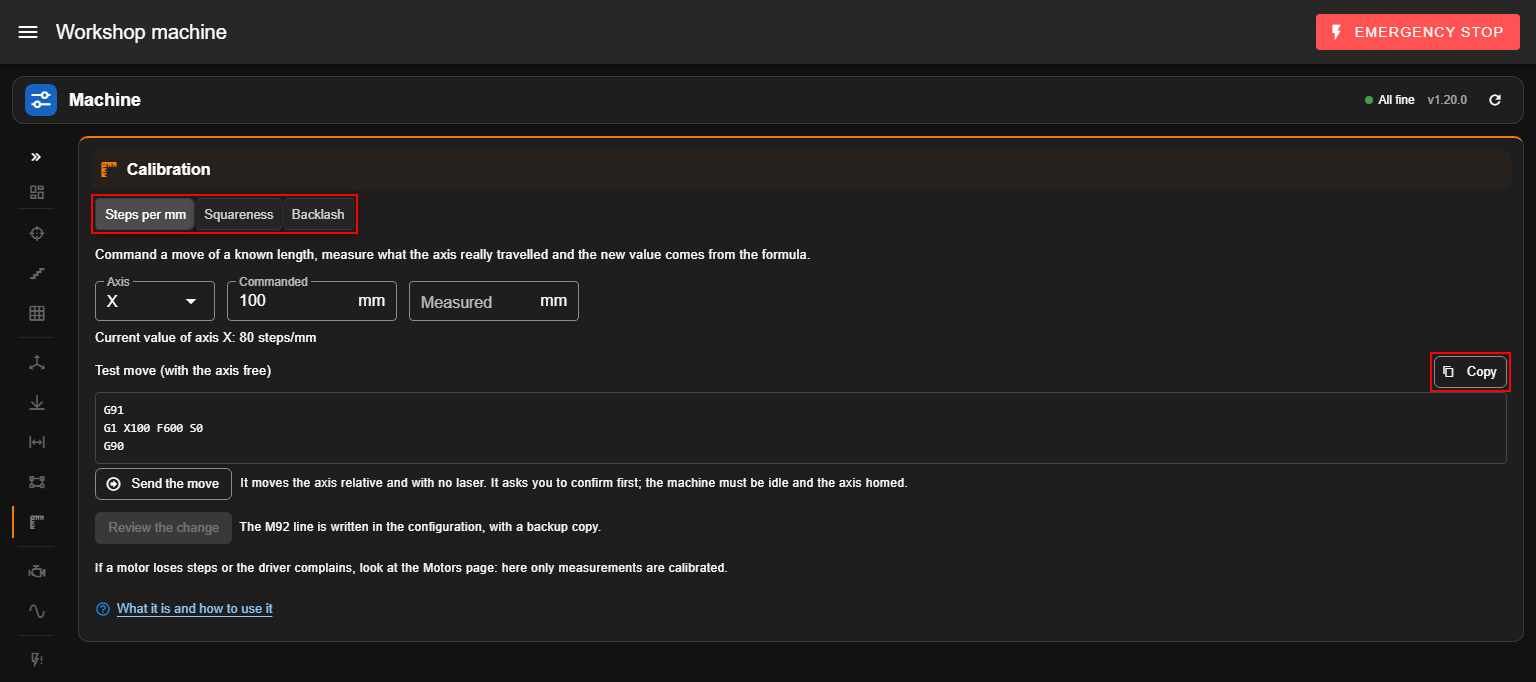 Workshop machine
EMERGENCY STOP
Machine
All fine v1.20.0
Calibration
Steps per mm Squareness Backlash
Command a move of a known length, measure what the axis really travelled and the new value comes from the formula.
Axis Commanded
X 100 mm Measured mm
Current value of axis X: 80 steps/mm
Test move (with the axis free)
Copy
G91
G1 X100 F600 S0
G90
Send the move It moves the axis relative and with no laser. It asks you to confirm first; the machine must be idle and the axis homed.
Review the change The M92 line is written in the configuration, with a backup copy.
If a motor loses steps or the driver complains, look at the Motors page: here only measurements are calibrated.
What it is and how to use it